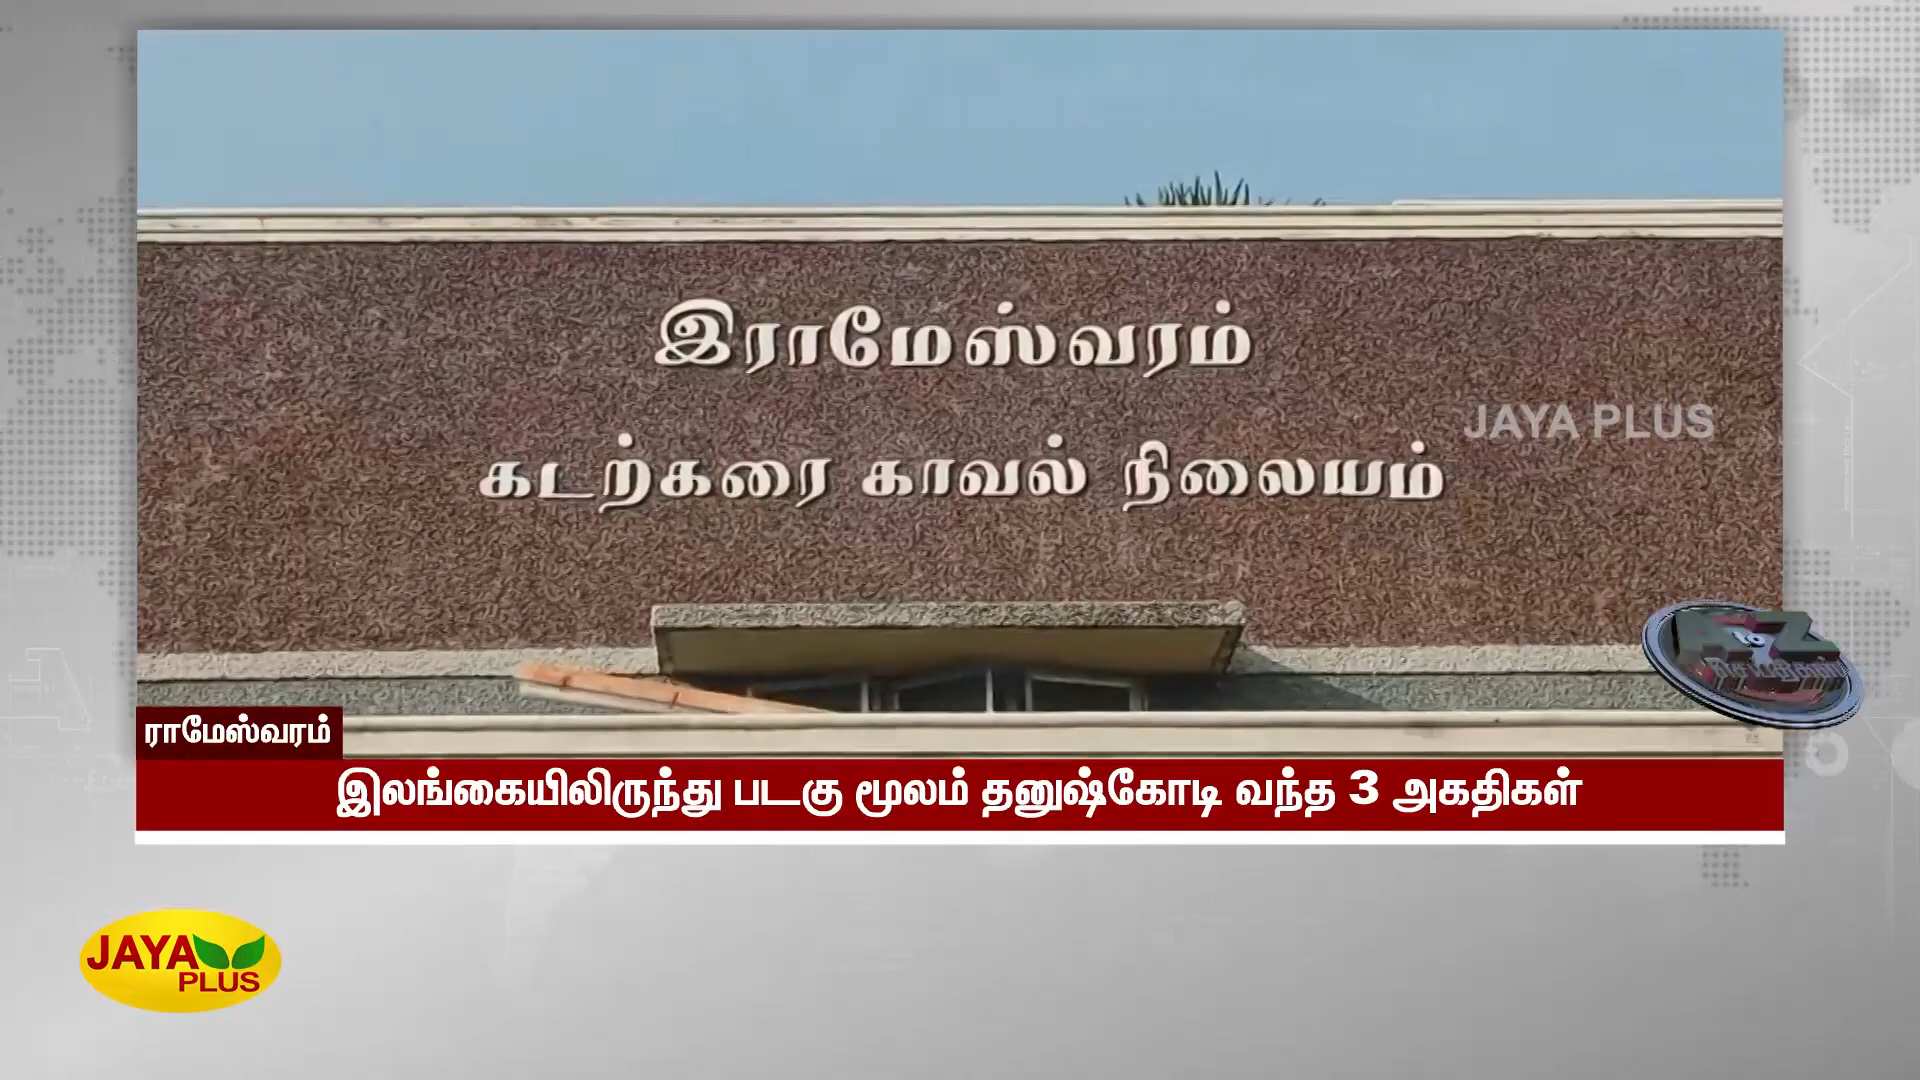 இராமேஸ்வரம்
JAYA PLUS
கடற்கரை காவல் நிலையம்
ராமேஸ்வரம்
இலங்கையிலிருந்து படகு மூலம் தனுஷ்கோடி வந்த 3 அகதிகள்
JAYA
PLUS